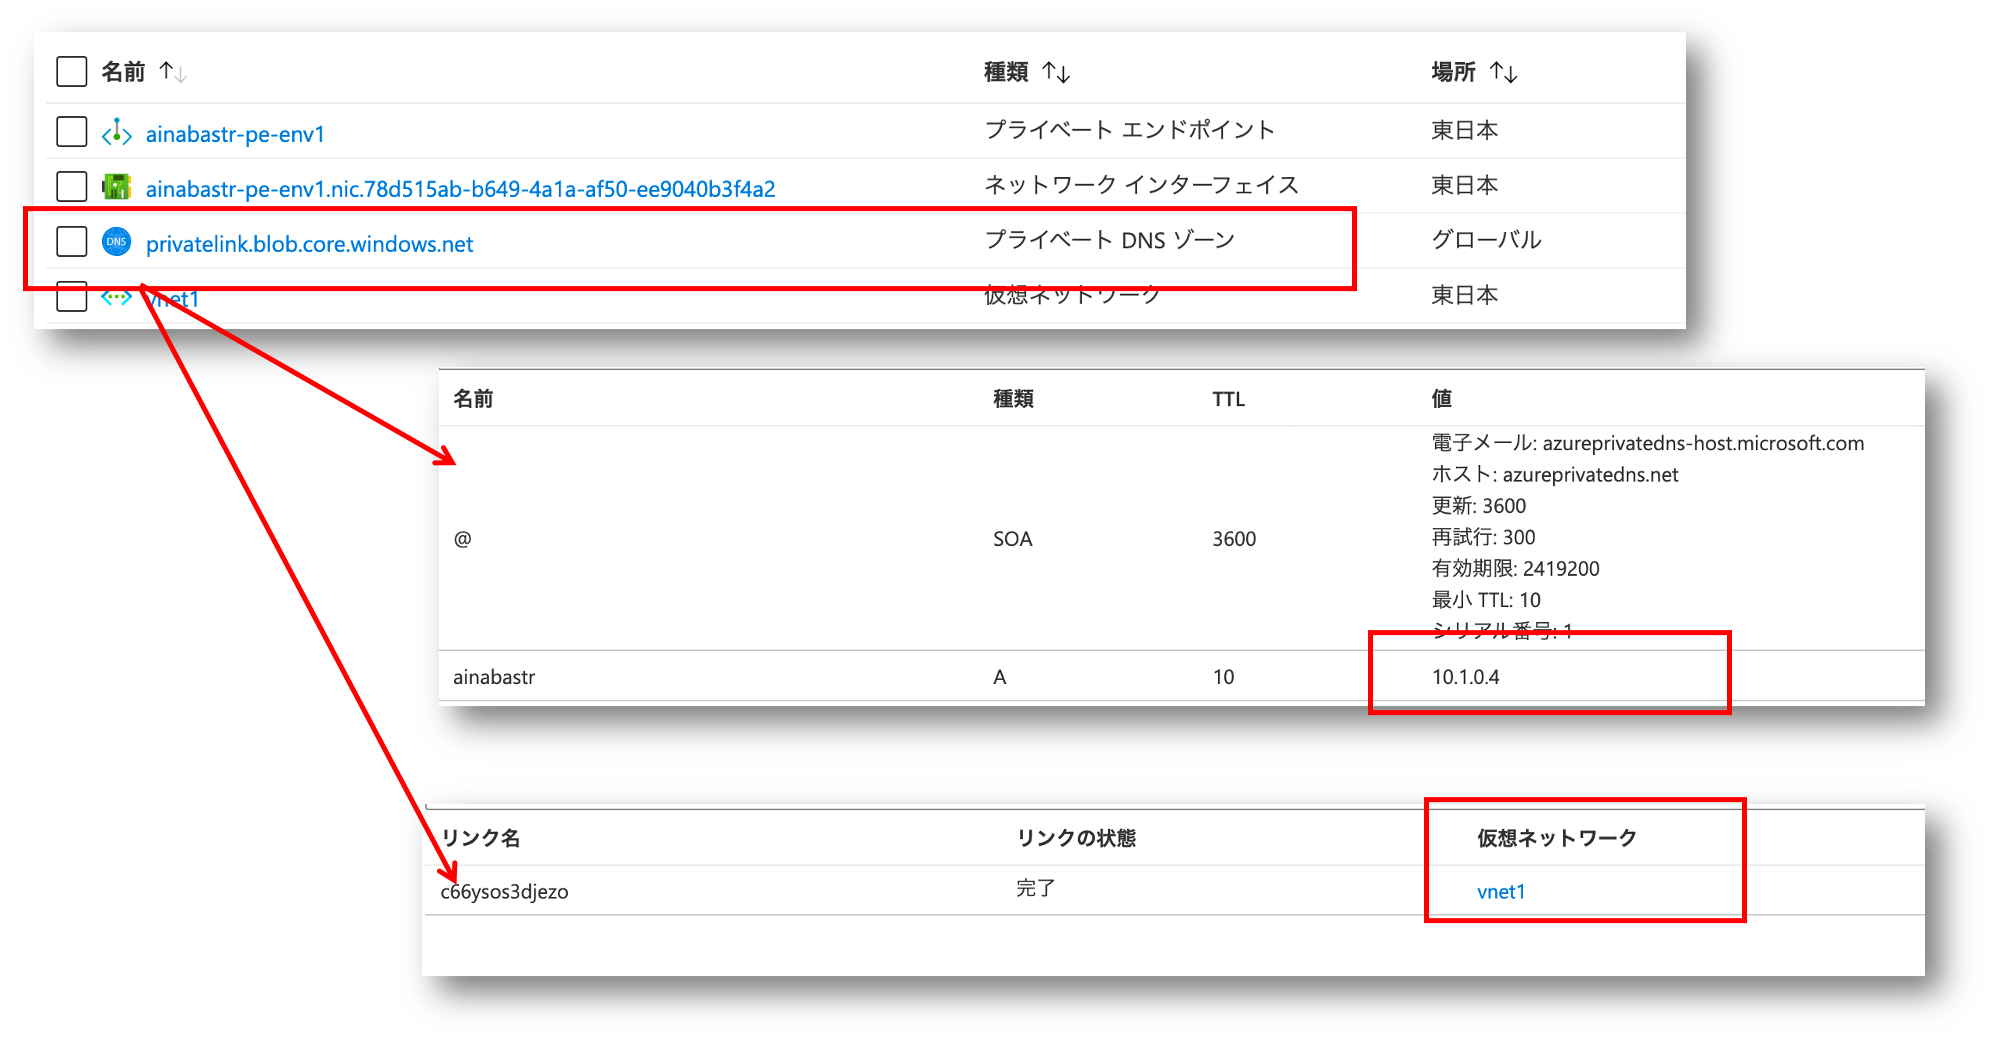 名前 ↑↓ 種類 ↑↓ 場所 ↑↓
ainabastr-pe-env1 プライベート エンドポイント 東日本
ainabastr-pe-env1.nic.78d515ab-b649-4a1a-af50-ee9040b3f4a2 ネットワーク インターフェイス 東日本
DNS privatelink.blob.core.windows.net プライベート DNS ゾーン グローバル
vnet1 仮想ネットワーク 東日本
名前 種類 TTL 値
電子メール: azureprivatedns-host.microsoft.com
ホスト: azureprivatedns.net
更新: 3600
再試行: 300
@ SOA 3600
有効期限: 2419200
最小 TTL: 10
シリアル番号: 1
ainabastr A 10 10.1.0.4
リンク名 リンクの状態 仮想ネットワーク
c66ysos3djezo 完了 vnet1